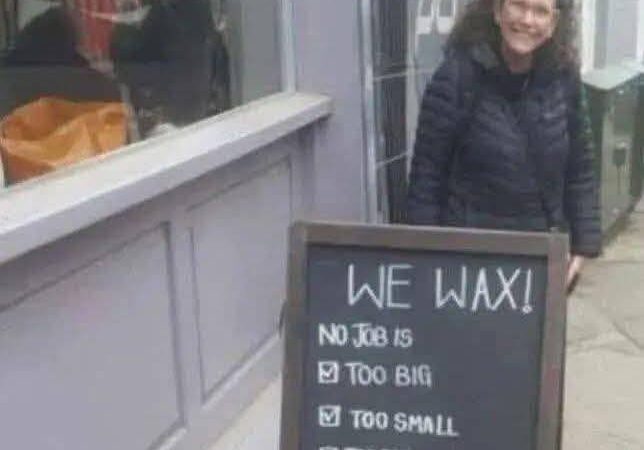 WE WAX!
NO JOB IS
☑ TOO BIG
☑ TOO SMALL